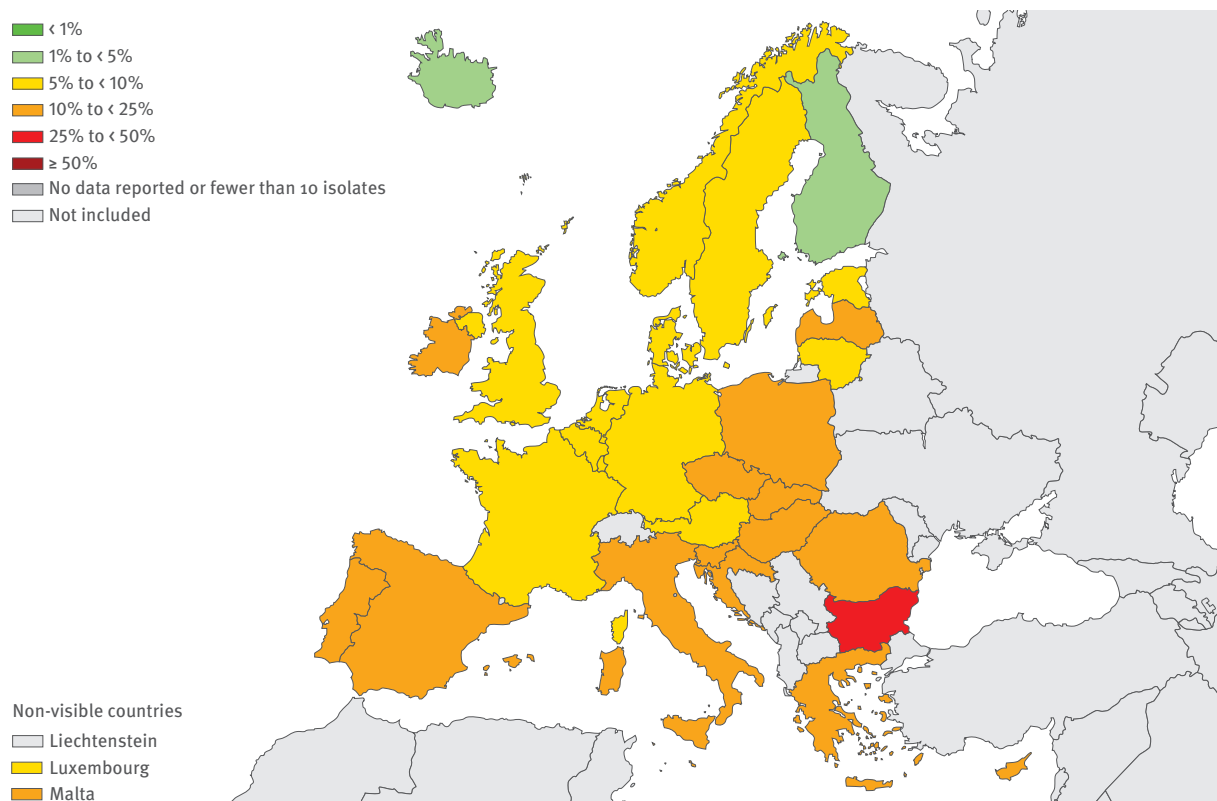 < 1%
1% to < 5%
5% to < 10%
10% to < 25%
25% to < 50%
≥ 50%
No data reported or fewer than 10 isolates
Not included
Non-visible countries
Liechtenstein
Luxembourg
Malta